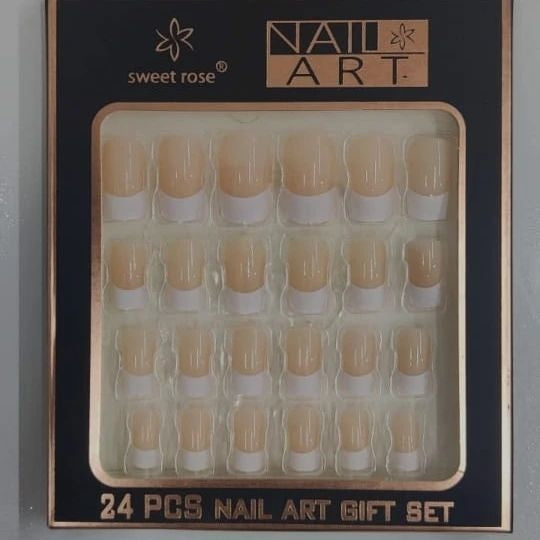 sweet rose®
NAIL
ART
24 PCS NAIL ART GIFT SET